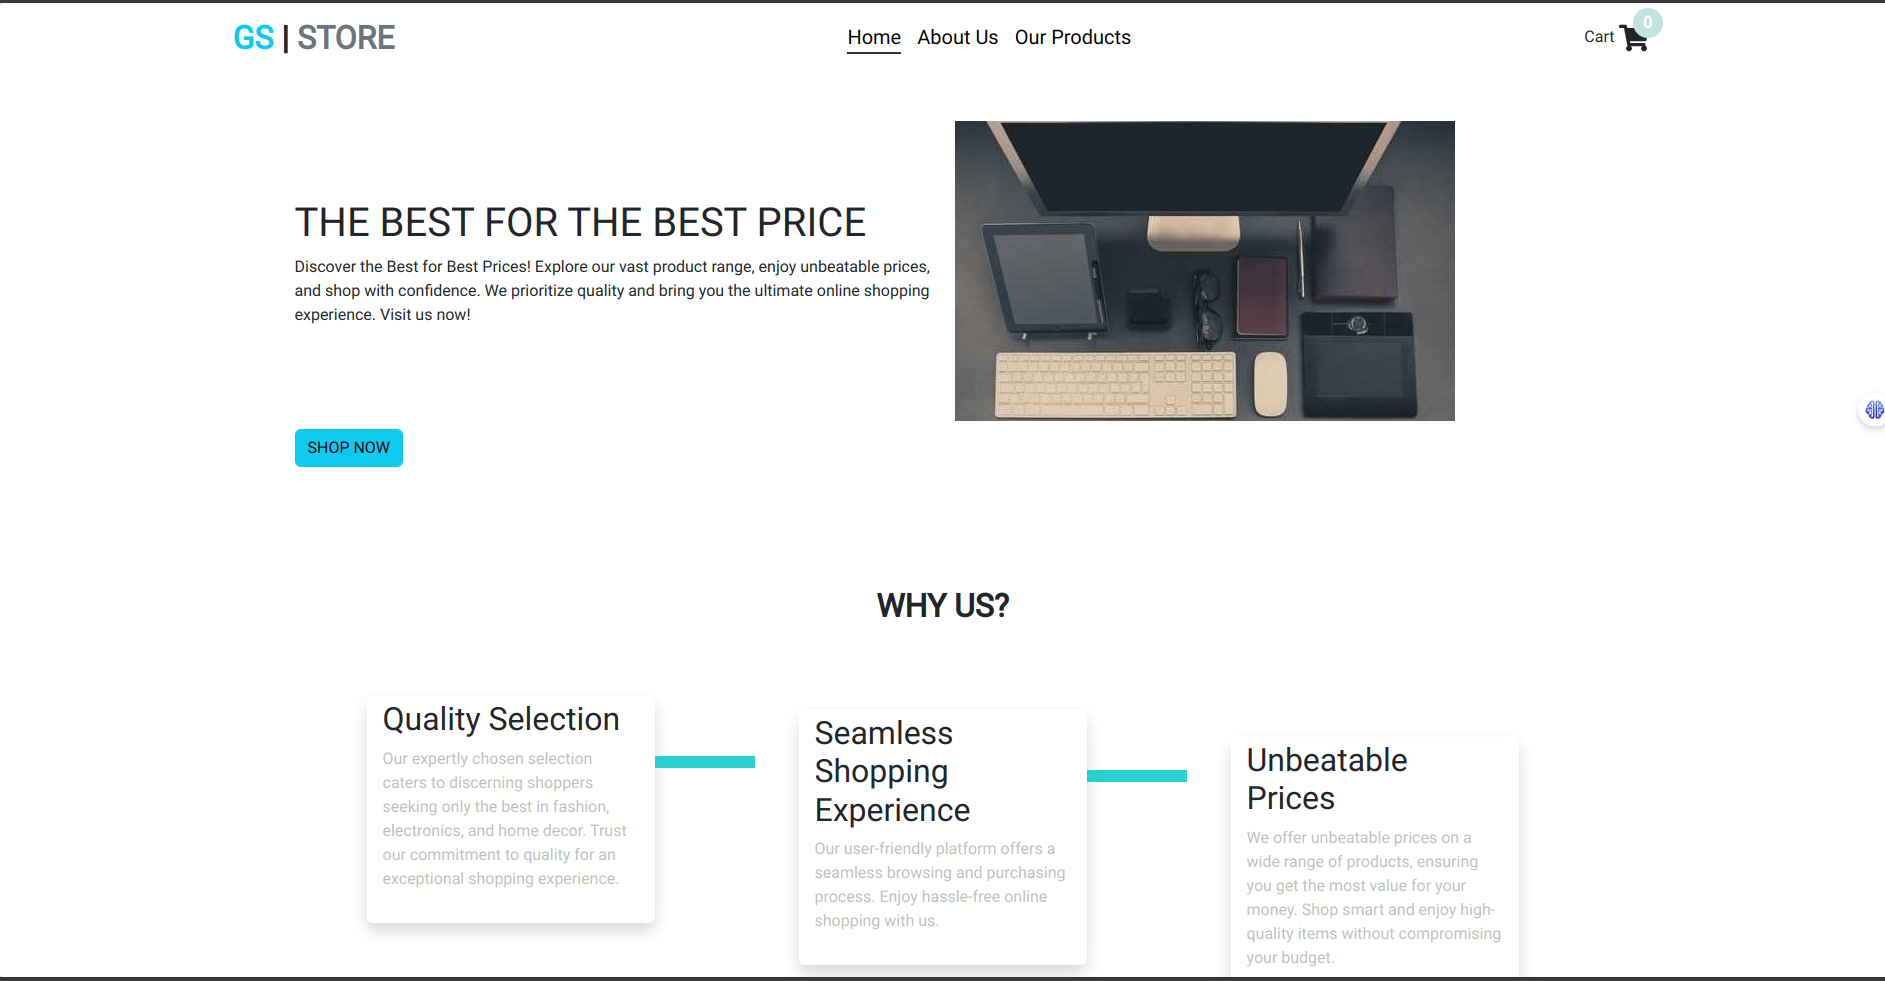 GS | STORE
Home About Us Our Products
Cart 0
THE BEST FOR THE BEST PRICE
Discover the Best for Best Prices! Explore our vast product range, enjoy unbeatable prices,
and shop with confidence. We prioritize quality and bring you the ultimate online shopping
experience. Visit us now!
SHOP NOW
WHY US?
Quality Selection
Our expertly chosen selection
caters to discerning shoppers
seeking only the best in fashion,
electronics, and home decor. Trust
our commitment to quality for an
exceptional shopping experience.
Seamless
Shopping
Experience
Our user-friendly platform offers a
seamless browsing and purchasing
process. Enjoy hassle-free online
shopping with us.
Unbeatable
Prices
We offer unbeatable prices on a
wide range of products, ensuring
you get the most value for your
money. Shop smart and enjoy high-
quality items without compromising
your budget.